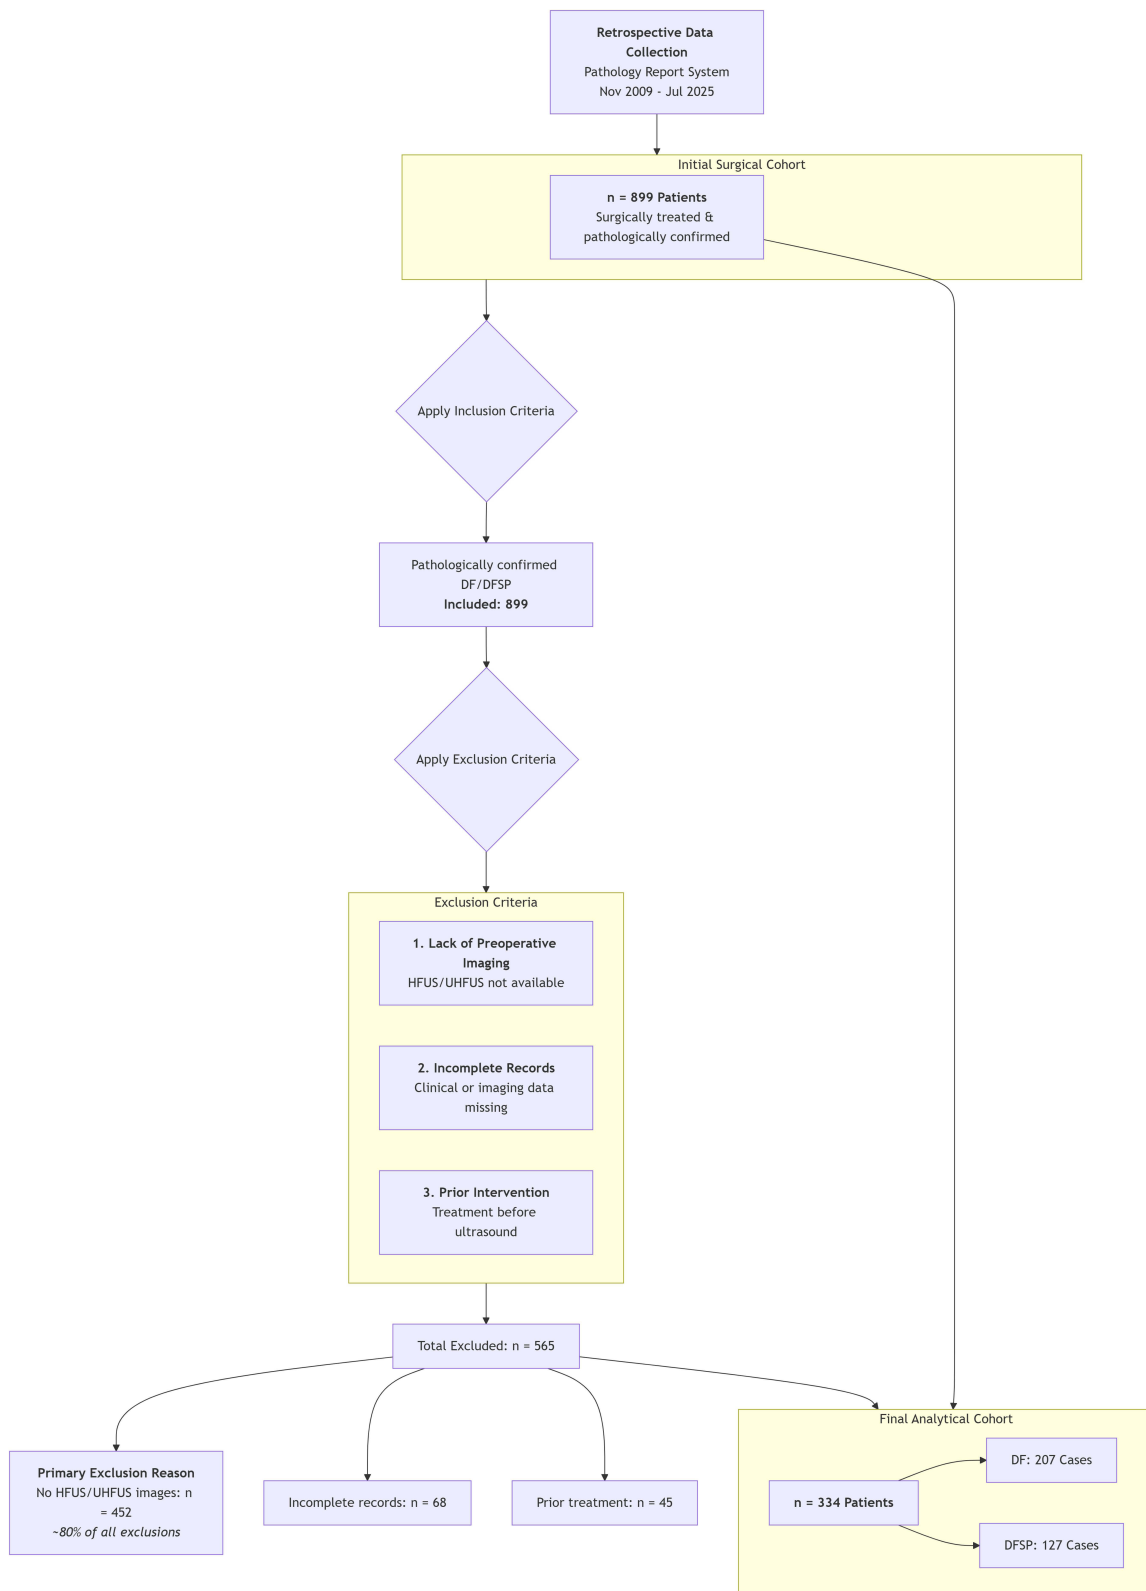 Retrospective Data
Collection
Pathology Report System
Nov 2009 - Jul 2025
Initial Surgical Cohort
n = 899 Patients
Surgically treated &
pathologically confirmed
Apply Inclusion Criteria
Pathologically confirmed
DF/DFSP
Included: 899
Apply Exclusion Criteria
Exclusion Criteria
1. Lack of Preoperative
Imaging
HFUS/UHFUS not available
2. Incomplete Records
Clinical or imaging data
missing
3. Prior Intervention
Treatment before
ultrasound
Total Excluded: n = 565
Primary Exclusion Reason
No HFUS/UHFUS images: n
= 452
~80% of all exclusions
Incomplete records: n = 68
Prior treatment: n = 45
Final Analytical Cohort
n = 334 Patients
DF: 207 Cases
DFSP: 127 Cases